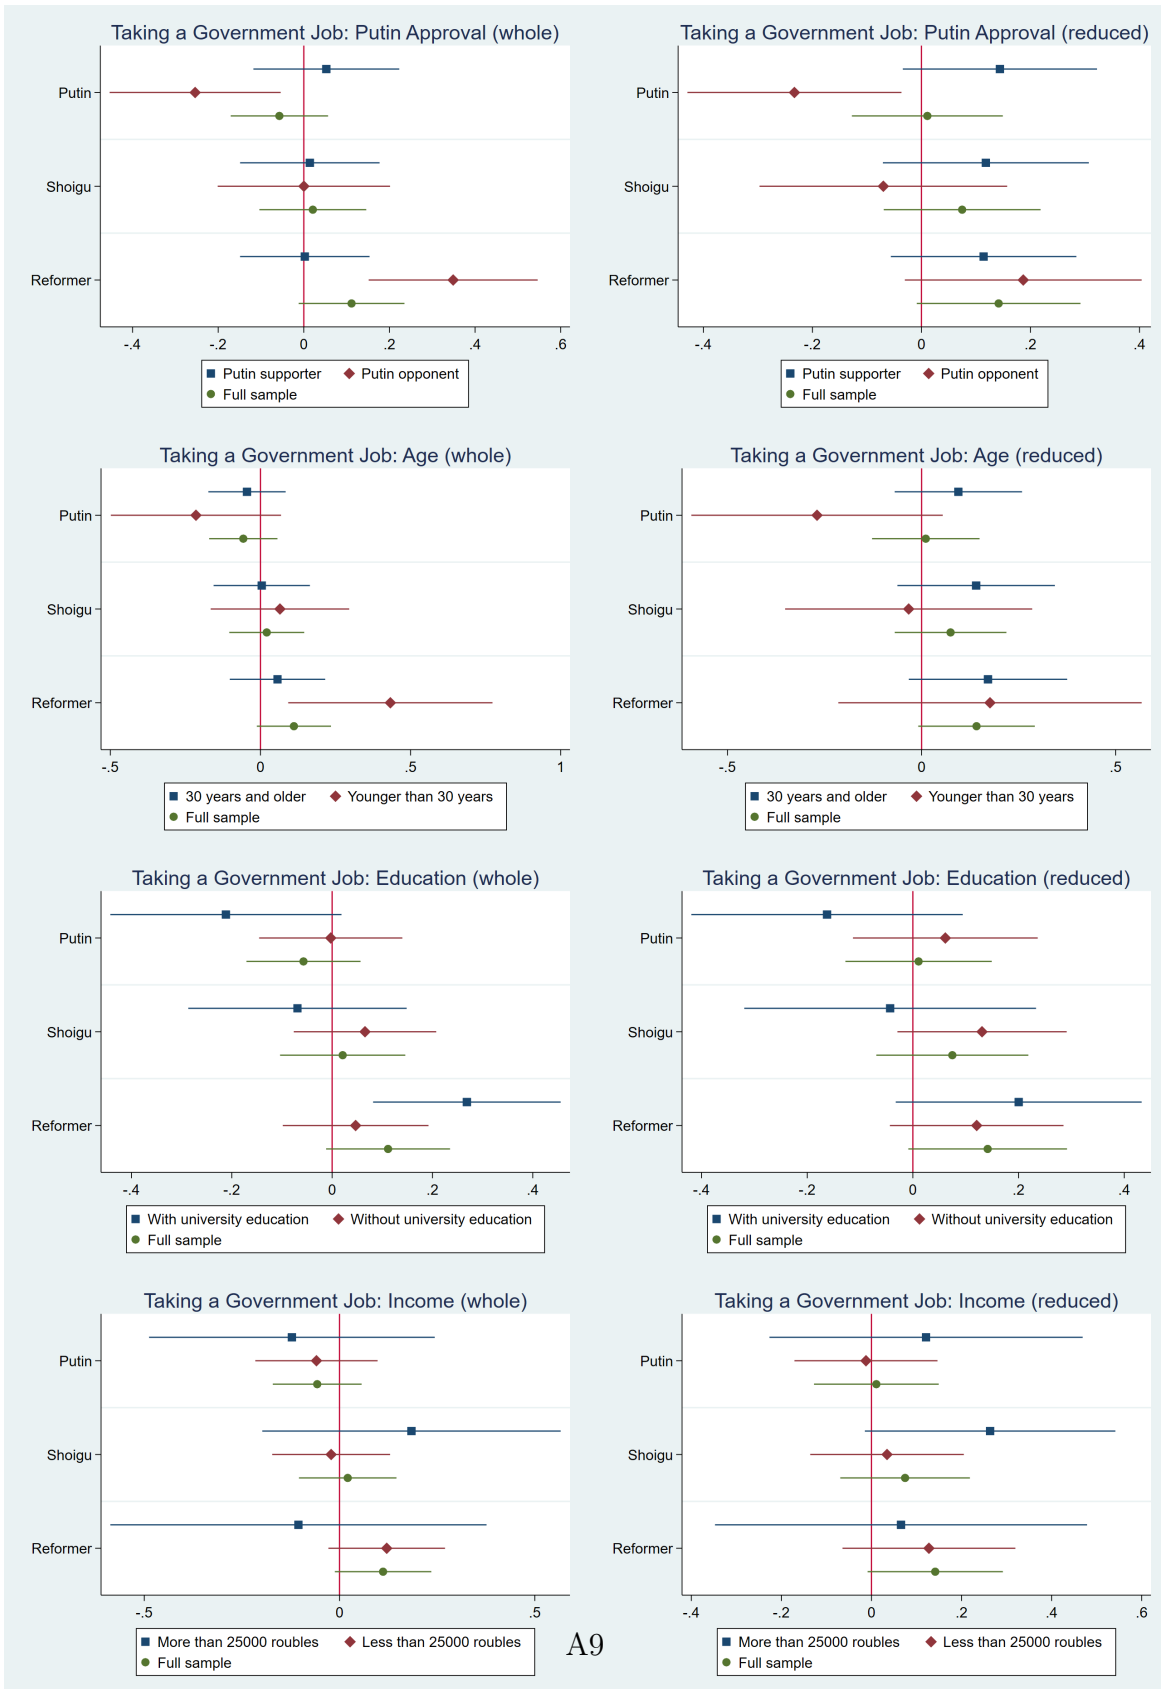 Taking a Government Job: Putin Approval (whole)
Putin
Shoigu
Reformer
-.4 -.2 0 .2 .4 .6
Putin supporter Putin opponent
Full sample
Taking a Government Job: Putin Approval (reduced)
Putin
Shoigu
Reformer
-.4 -.2 0 .2 .4
Putin supporter Putin opponent
Full sample
Taking a Government Job: Age (whole)
Putin
Shoigu
Reformer
-.5 0 .5 1
30 years and older Younger than 30 years
Full sample
Taking a Government Job: Age (reduced)
Putin
Shoigu
Reformer
-.5 0 .5
30 years and older Younger than 30 years
Full sample
Taking a Government Job: Education (whole)
Putin
Shoigu
Reformer
-.4 -.2 0 .2 .4
With university education Without university education
Full sample
Taking a Government Job: Education (reduced)
Putin
Shoigu
Reformer
-.4 -.2 0 .2 .4
With university education Without university education
Full sample
Taking a Government Job: Income (whole)
Putin
Shoigu
Reformer
-.5 0 .5
More than 25000 roubles Less than 25000 roubles
Full sample
Taking a Government Job: Income (reduced)
Putin
Shoigu
Reformer
-.4 -.2 0 .2 .4 .6
More than 25000 roubles Less than 25000 roubles
Full sample
A9